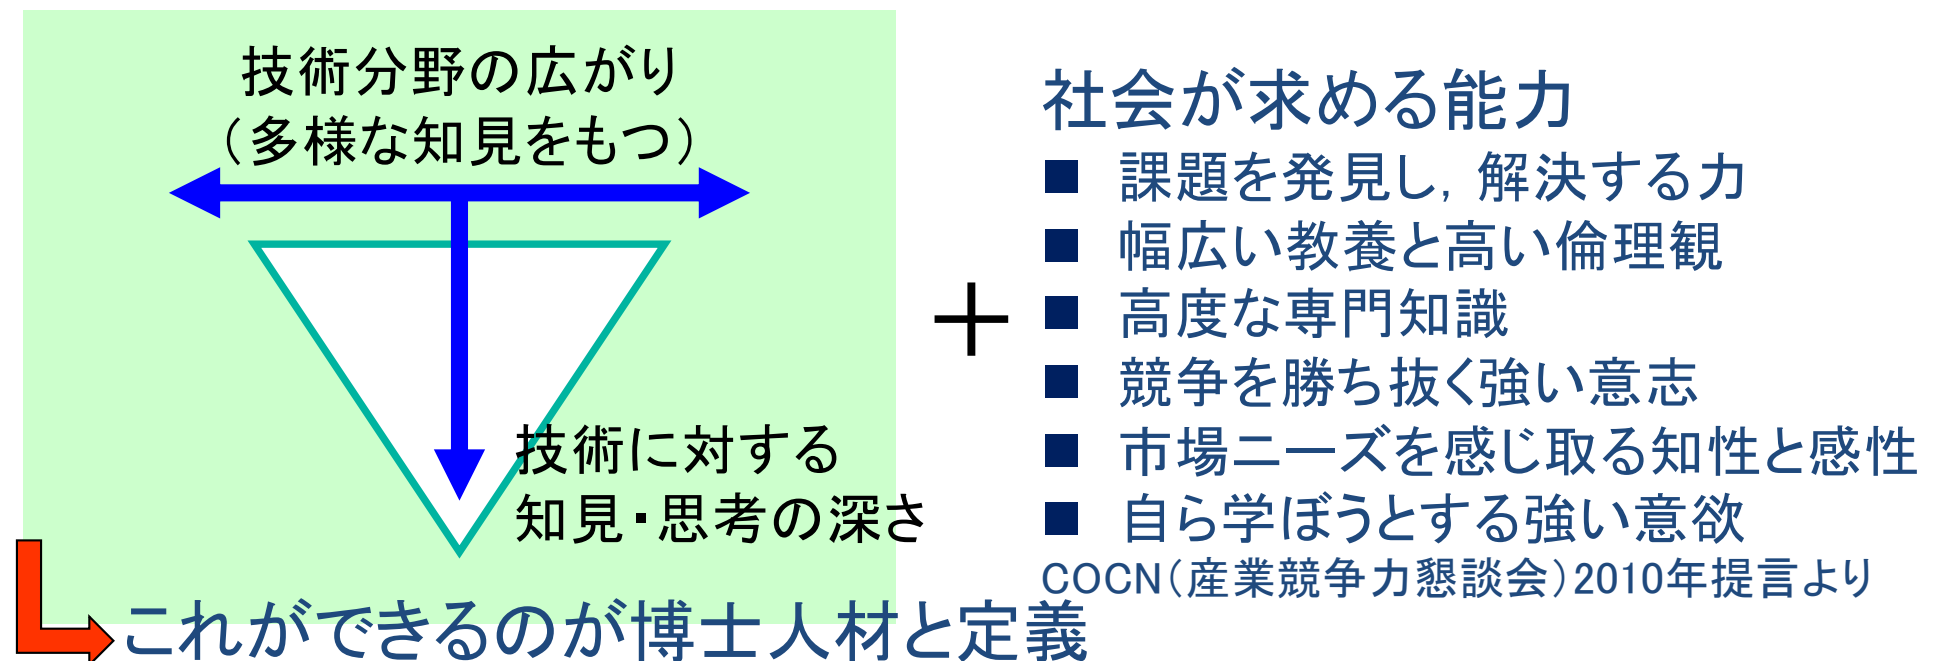 技術分野の広がり
（多様な知見をもつ）
技術に対する
知見・思考の深さ
これができるのが博士人材と定義
＋
社会が求める能力
■ 課題を発見し，解決する力
■ 幅広い教養と高い倫理観
■ 高度な専門知識
■ 競争を勝ち抜く強い意志
■ 市場ニーズを感じ取る知性と感性
■ 自ら学ぼうとする強い意欲
COCN（産業競争力懇談会）2010年提言より